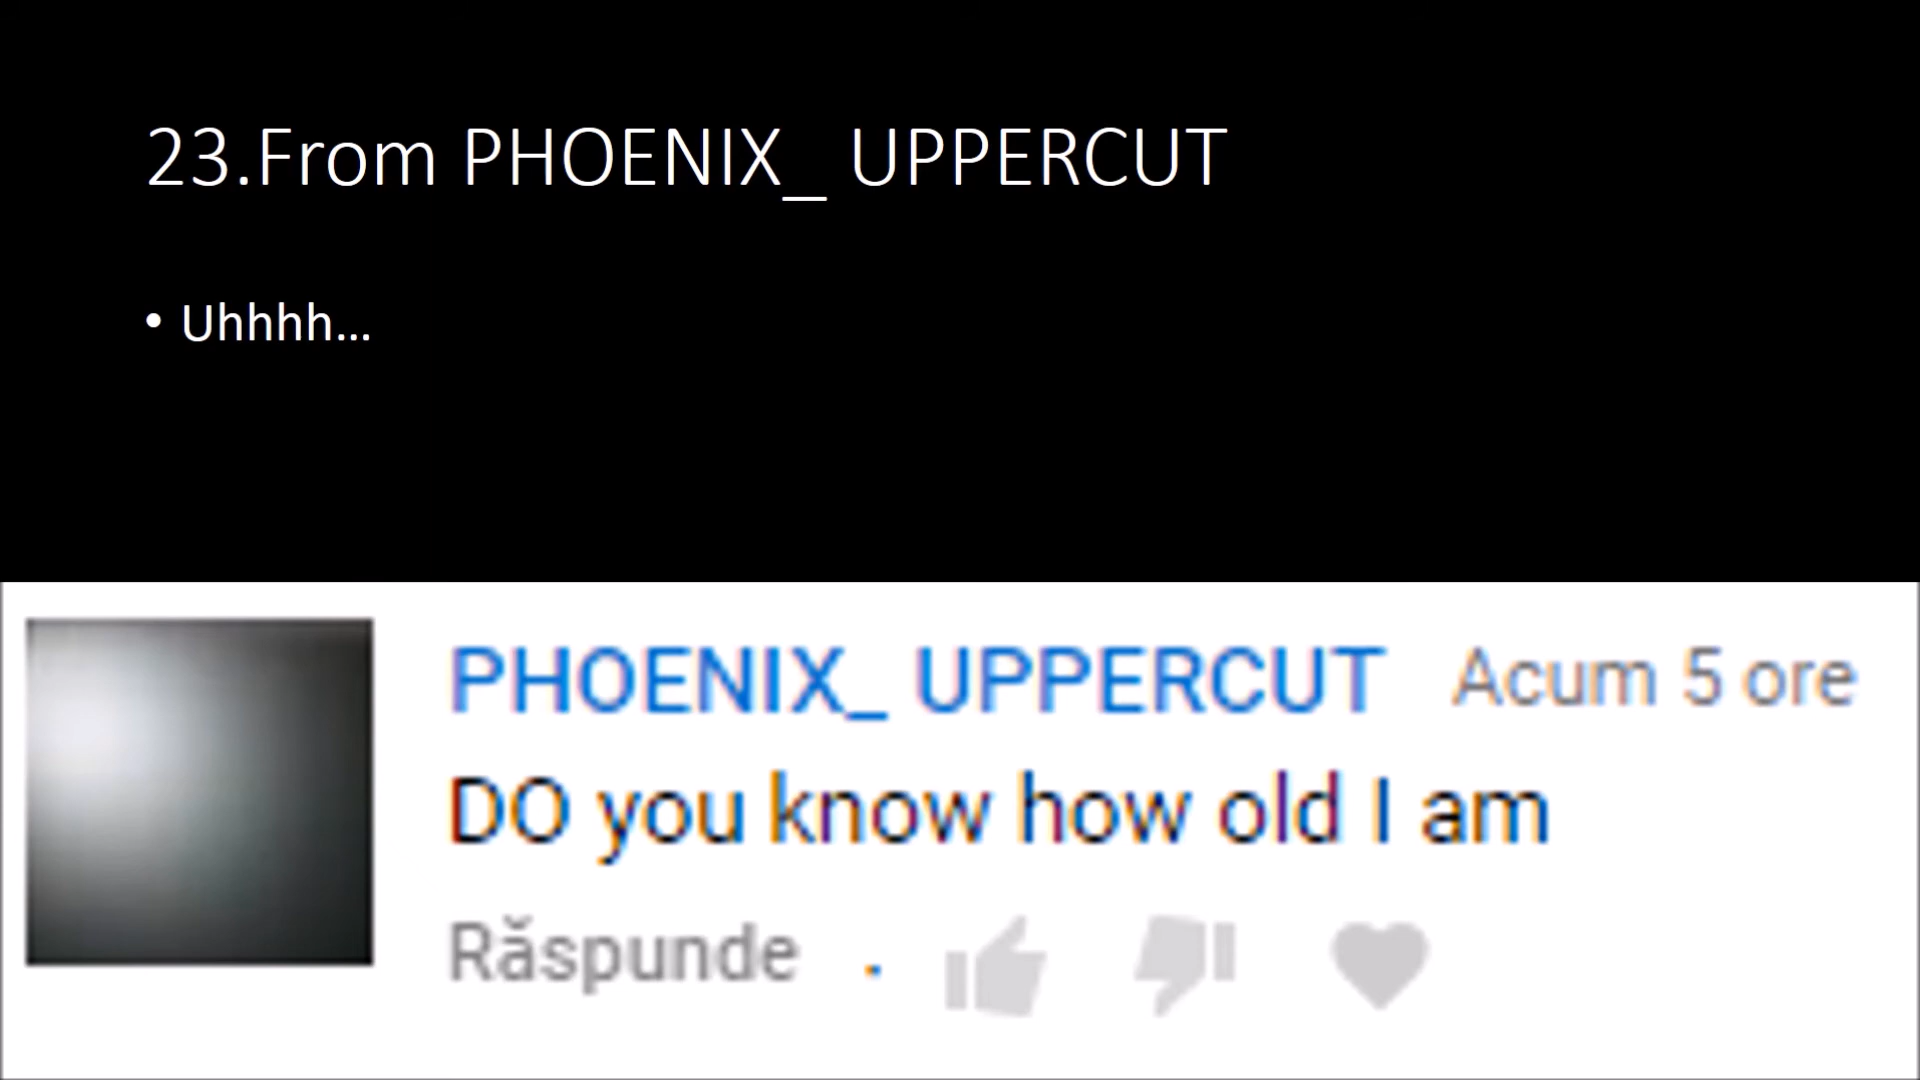 23.From PHOENIX_ UPPERCUT
• Uhhhh...
PHOENIX_ UPPERCUT Acum 5 ore
DO you know how old I am
Răspunde